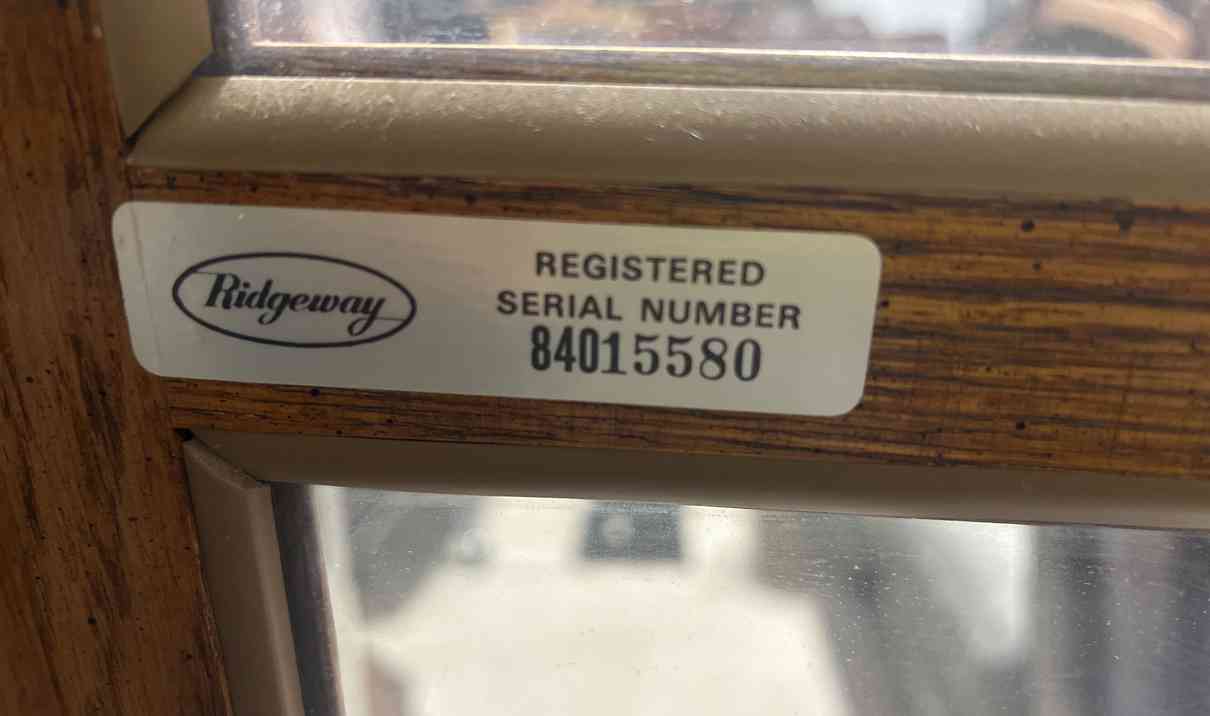 Ridgeway
REGISTERED
SERIAL NUMBER
84015580